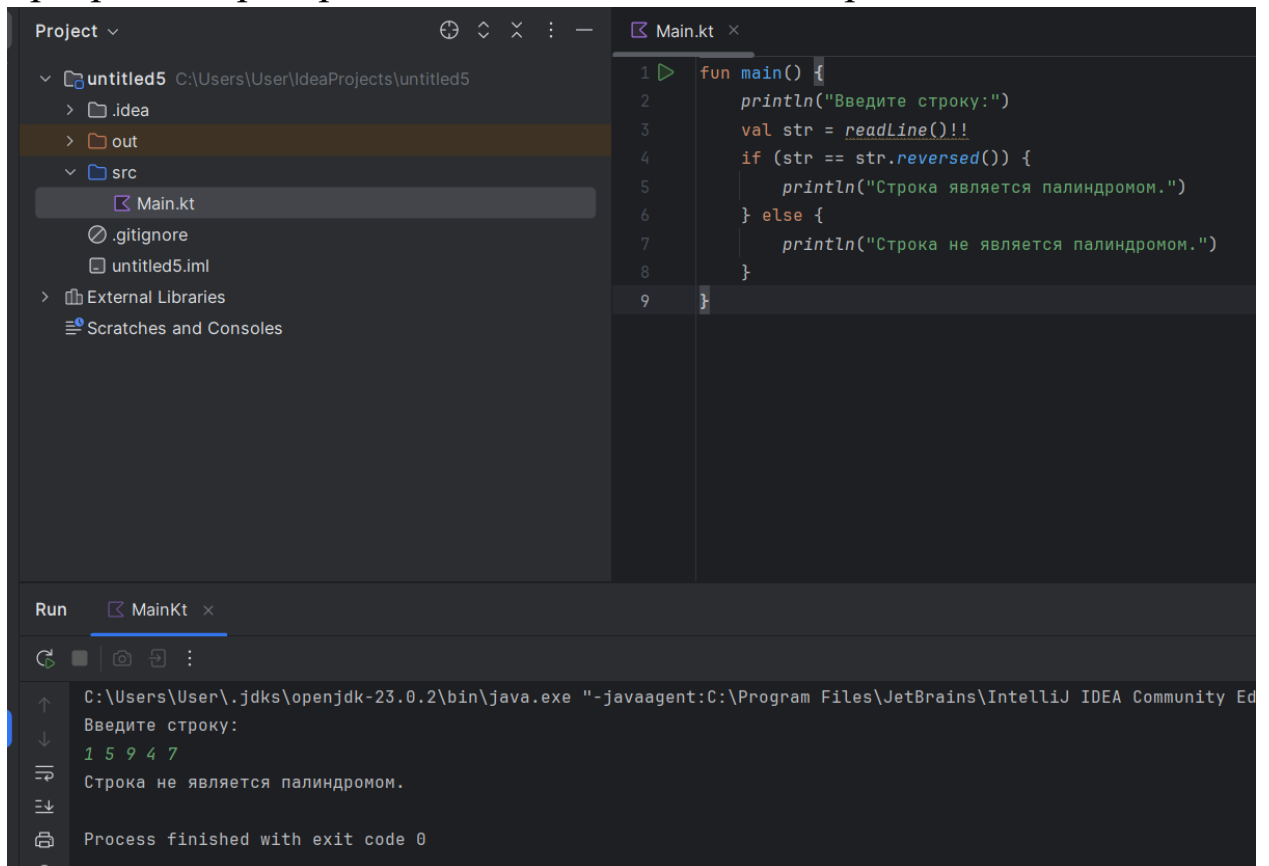 Project
untitled5 C:\Users\User\IdeaProjects\untitled5
.idea
out
src
Main.kt
.gitignore
untitled5.iml
External Libraries
Scratches and Consoles
Main.kt
1 fun main() {
2 println("Введите строку:")
3 val str = readLine()!!
4 if (str == str.reversed()) {
5 println("Строка является палиндромом.")
6 } else {
7 println("Строка не является палиндромом.")
8 }
9 }
Run MainKt
C:\Users\User\.jdks\openjdk-23.0.2\bin\java.exe "-javaagent:C:\Program Files\JetBrains\IntelliJ IDEA Community Ed
Введите строку:
1 5 9 4 7
Строка не является палиндромом.
Process finished with exit code 0